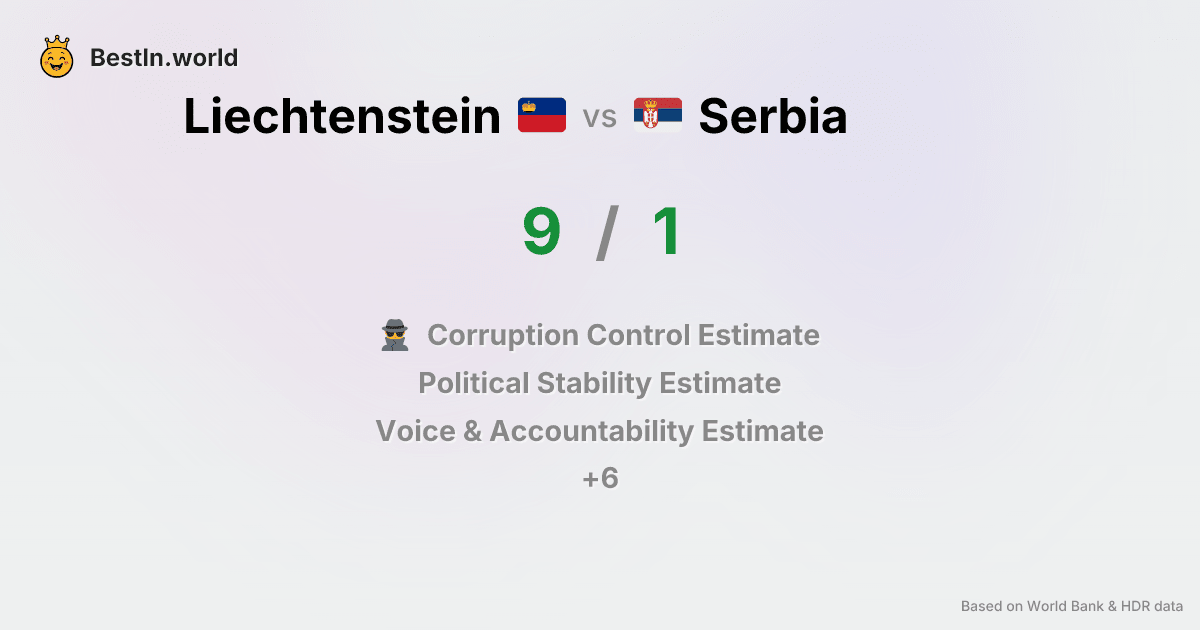 BestIn.world
Liechtenstein vs Serbia
9 / 1
Corruption Control Estimate
Political Stability Estimate
Voice & Accountability Estimate
+6
Based on World Bank & HDR data